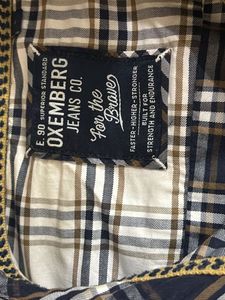 E. 90 SUPERIOR STANDARD
OXEMBERG
JEANS CO.
For the
Brave
FASTER-HIGHER-STRONGER
BUILT FOR
STRENGTH AND ENDURANCE